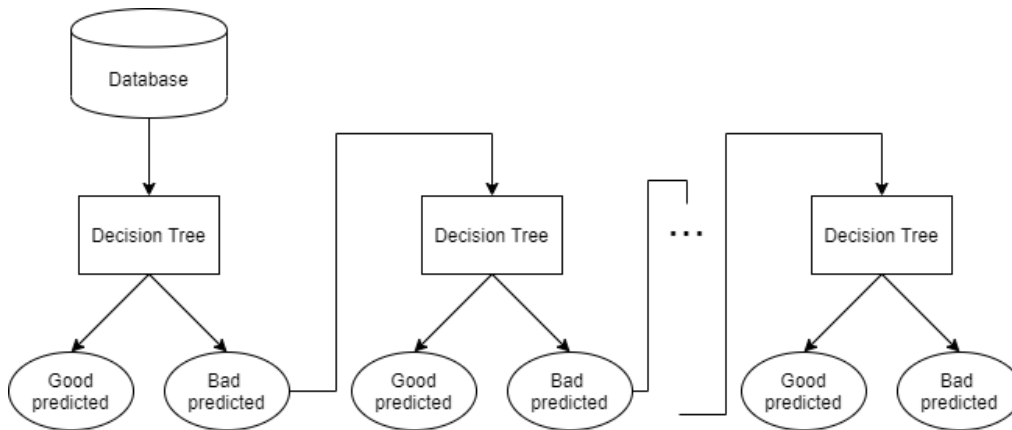 Database
Decision Tree
Decision Tree
...
Decision Tree
Good
predicted
Bad
predicted
Good
predicted
Bad
predicted
Good
predicted
Bad
predicted